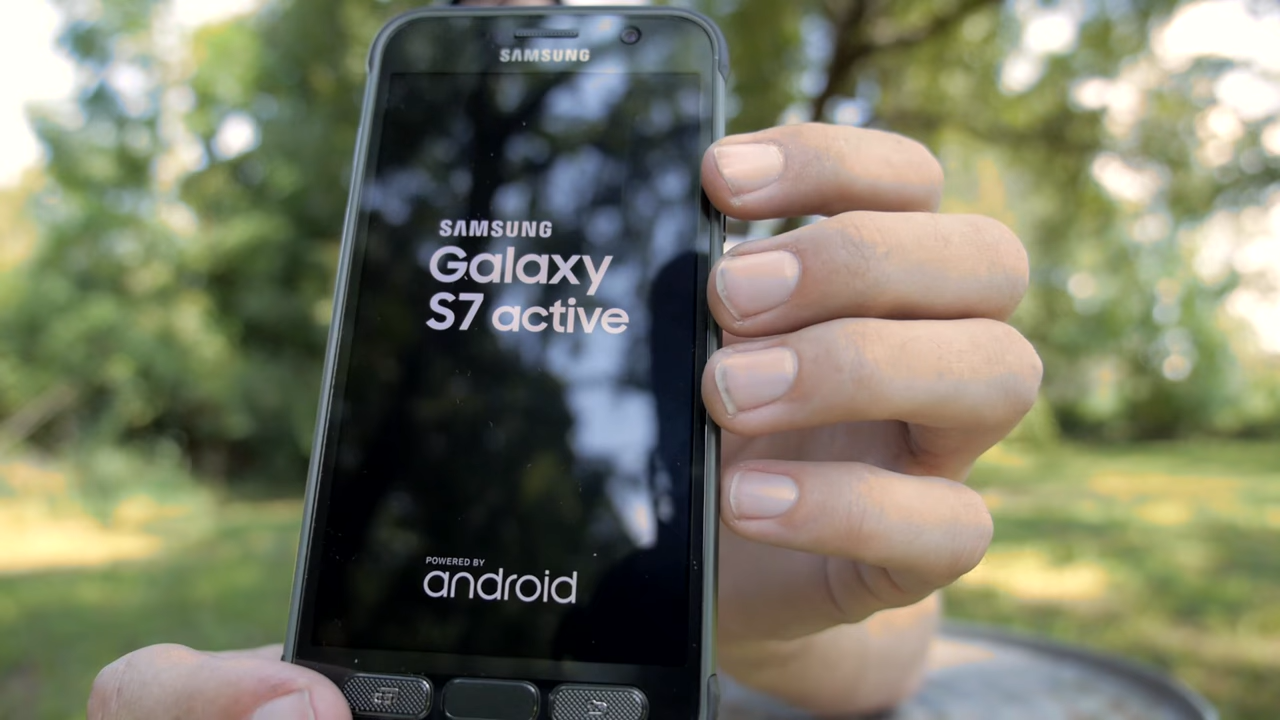 SAMSUNG
SAMSUNG
Galaxy
S7 active
POWERED BY
android